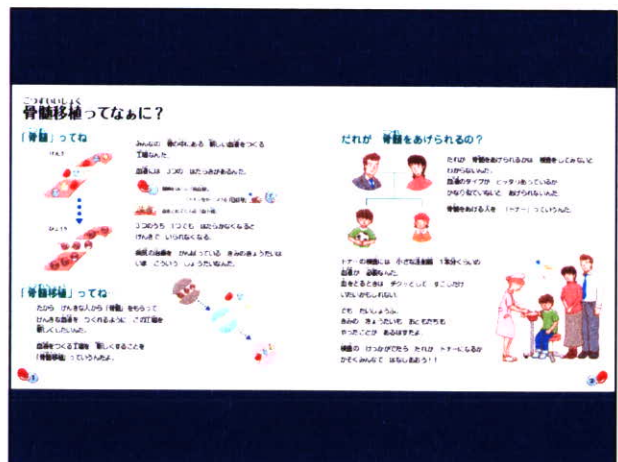 こつずいいしょく
骨髄移植ってなぁに？
「骨髄」ってね
みんなの 骨の中にある 新しい血液をつくる
工場なんだ。
血液には 3つの はたらきがあるんだ。
げんき
びょうき
3つのうち 1つでも はたらかなくなると
げんきで いられなくなる。
病気の治療を がんばっている きみのきょうだいは
いま こういう じょうたいなんだ。
「骨髄移植」ってね
だから げんきな人から 「骨髄」をもらって
げんきな血液を つくれるように この工場を
新しくしたいんだ。
血液をつくる工場を 新しくすることを
「骨髄移植」っていうんだよ。
1
だれが 骨髄をあげられるの？
だれが 骨髄をあげられるかは 検査をしてみないと
わからないんだ。
血液のタイプが ピッタリあっているか
かなり似ていないと あげられないんだ。
骨髄をあげる人を 「ドナー」っていうんだ。
ドナーの検査には 小さな注射器 1本分くらいの
血液が 必要なんだ。
血をとるときは チクッとして すこしだけ
いたいかもしれない。
でも だいじょうぶ。
きみの きょうだいも おともだちも
やったことが あるはずだよ。
検査の けっかがでたら だれが ドナーになるか
かぞくみんなで はなしあおう！！
2